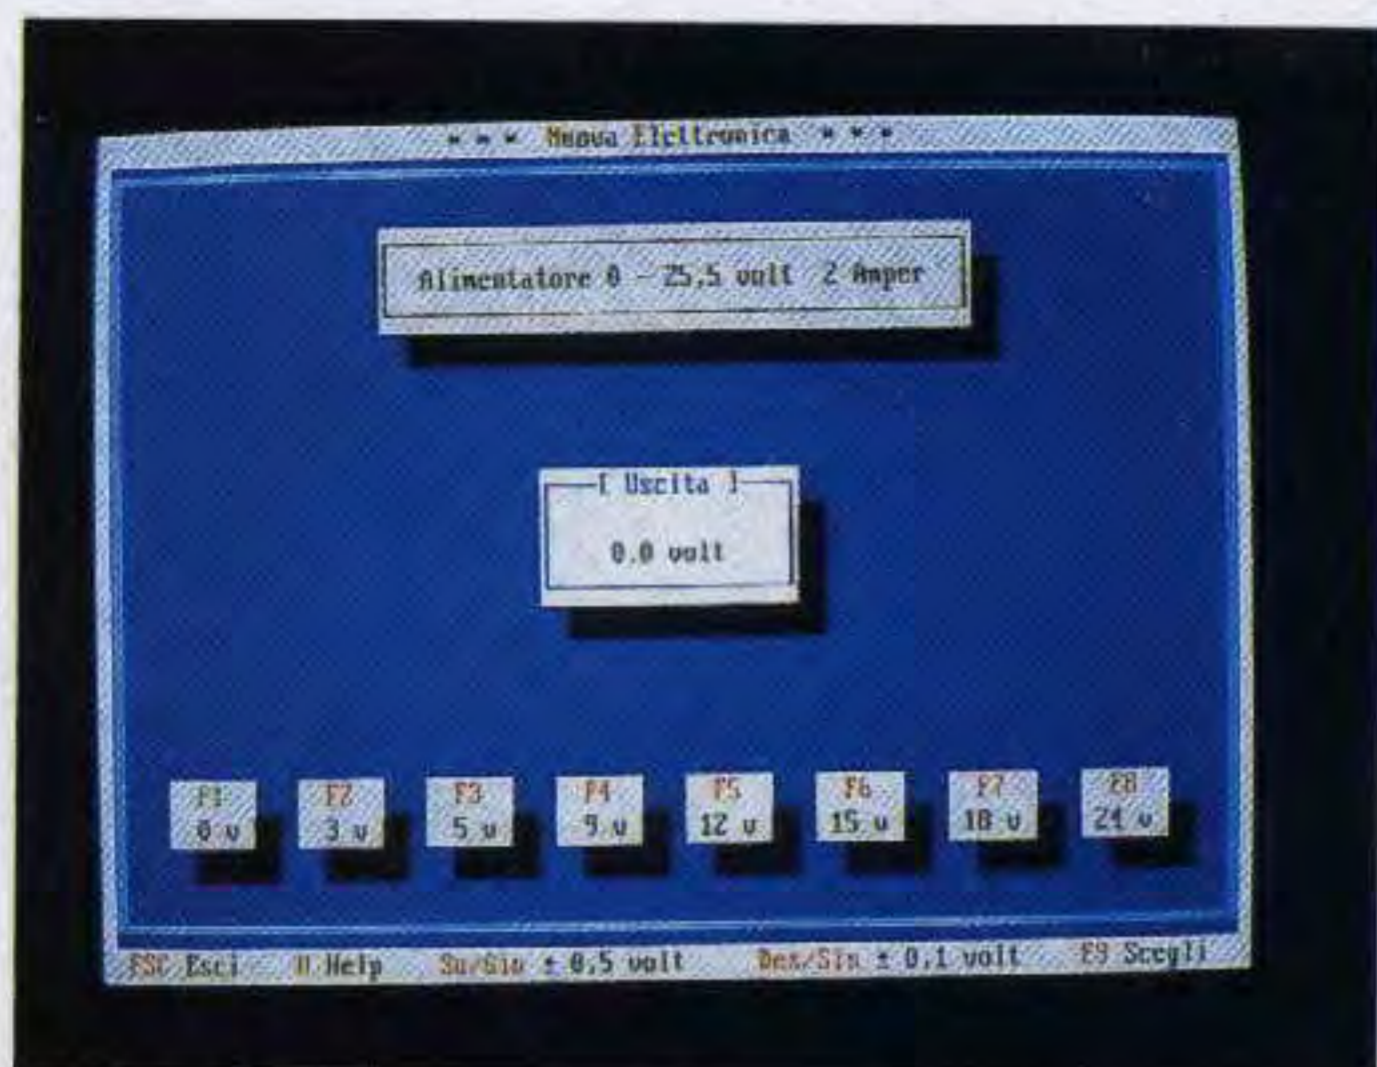 * * * Nuova Elettronica * * *
Alimentatore 0 - 25,5 volt 2 Amper
[ Uscita ]
0.0 volt
F1 F2 F3 F4 F5 F6 F7 F8
0 v 3 v 5 v 9 v 12 v 15 v 18 v 24 v
ESC Esci H Help Su/Giu ± 0,5 volt Des/Sin ± 0,1 volt F9 Scegli